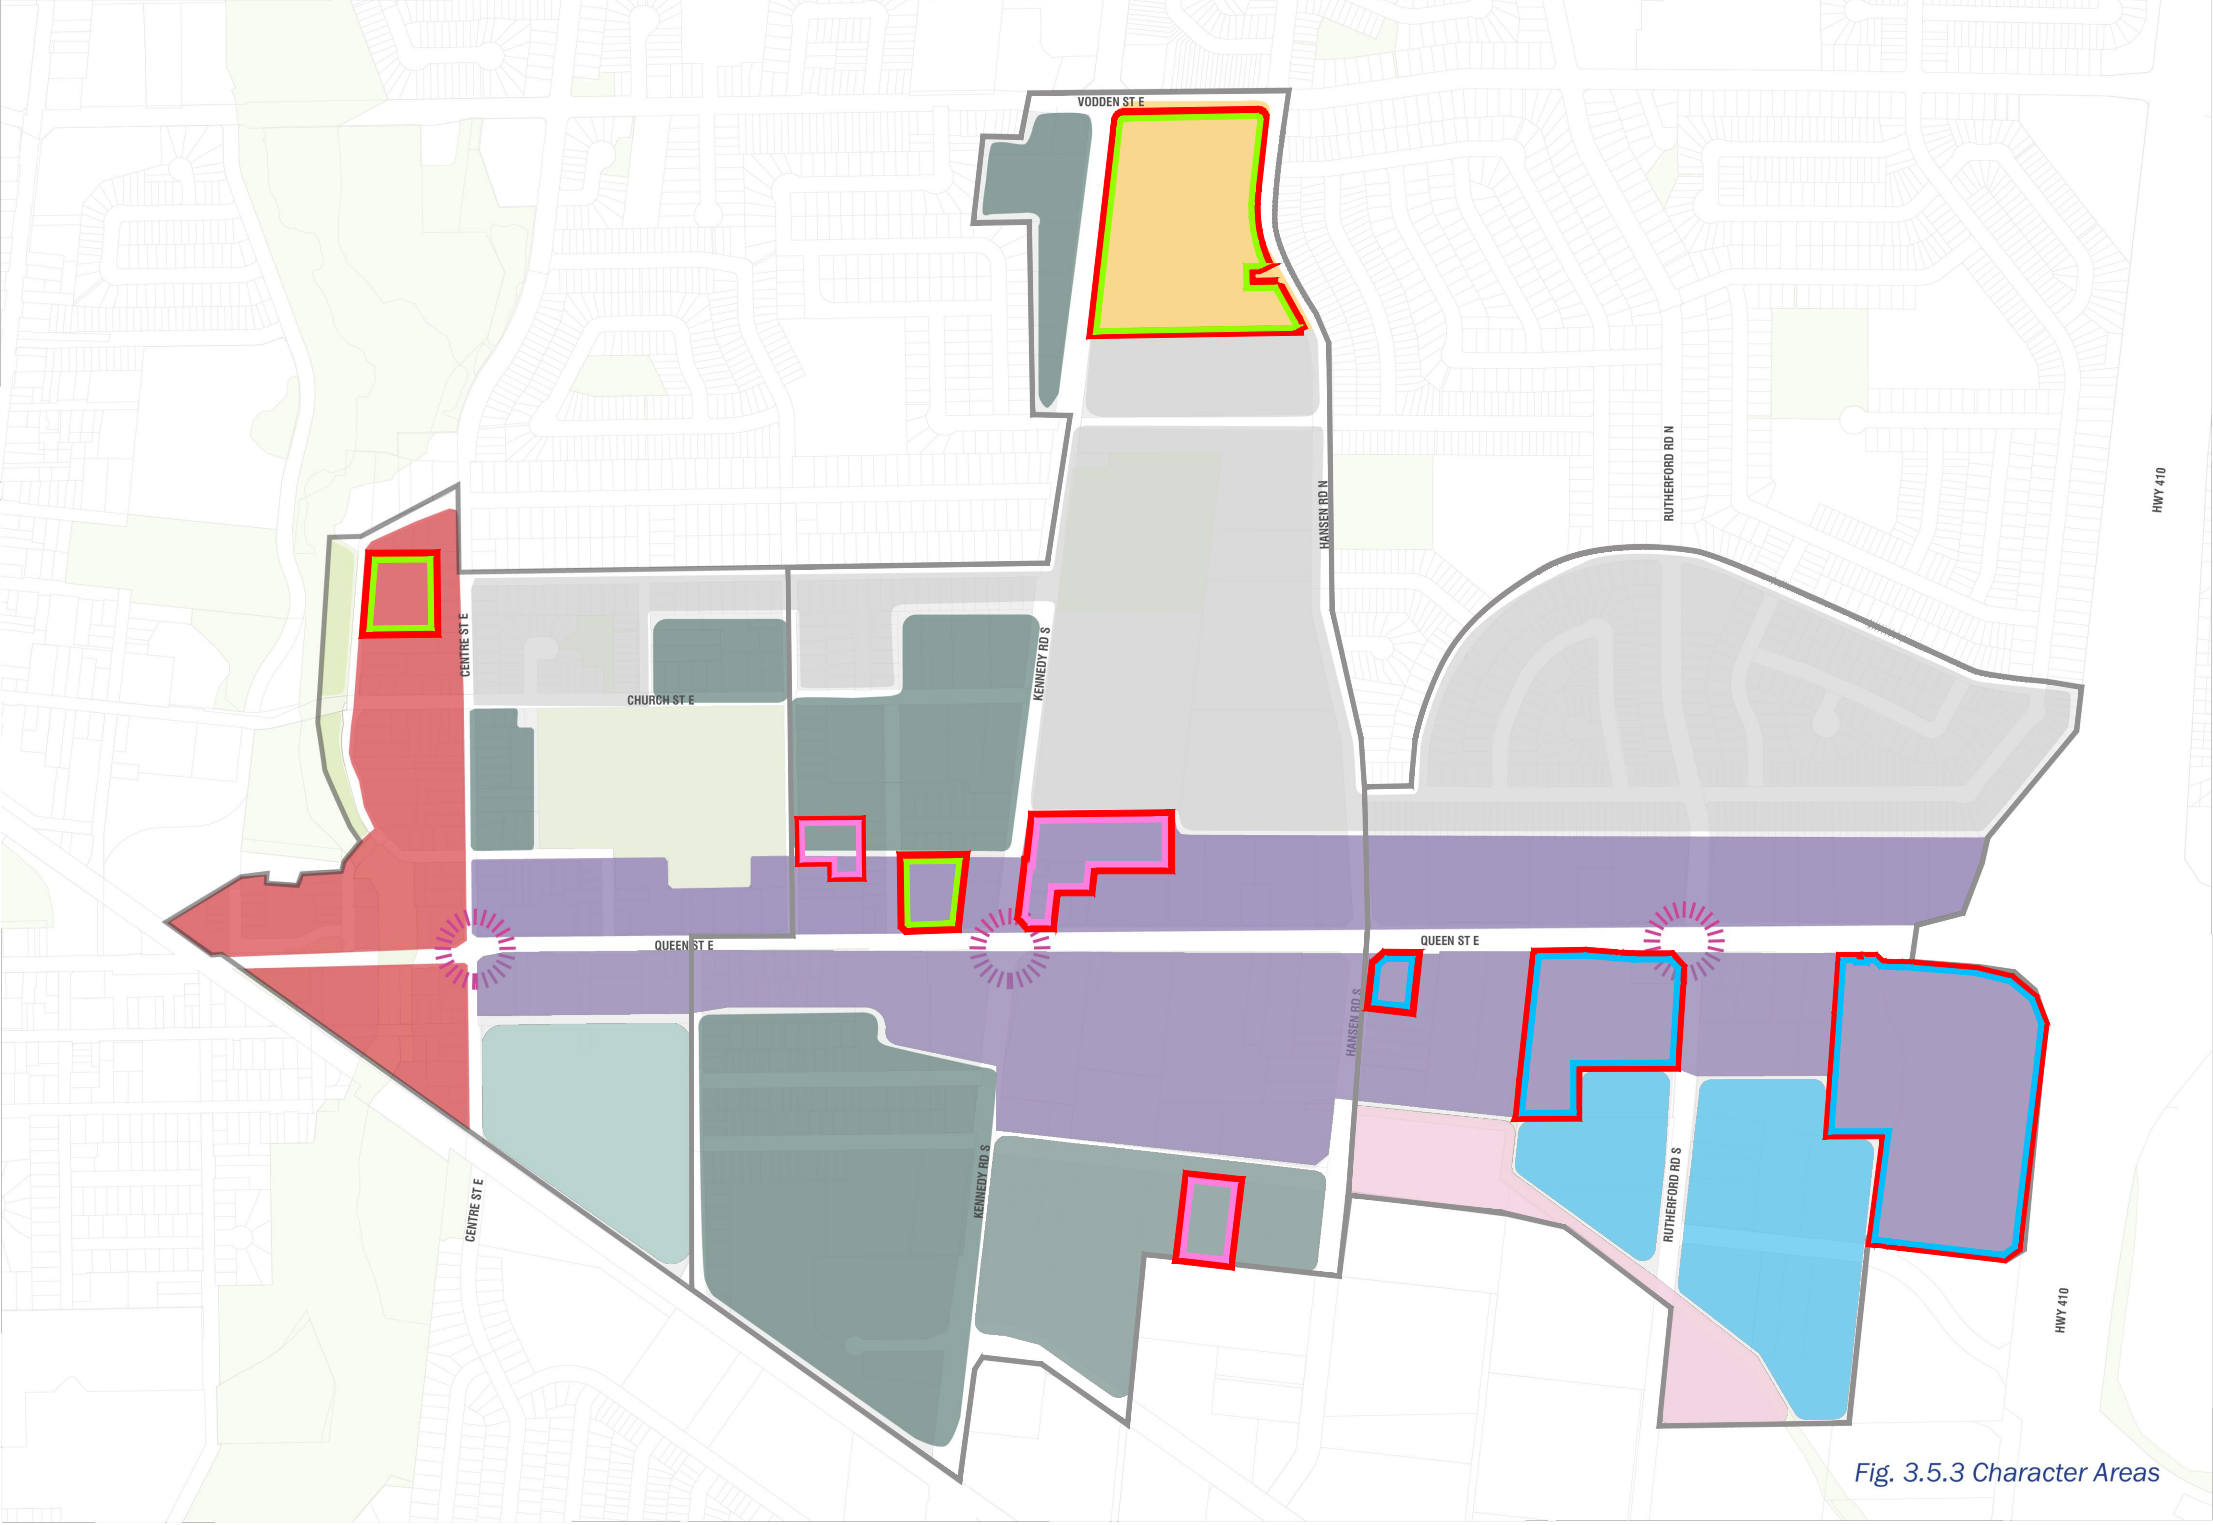 VODDEN ST E
RUTHERFORD RD N
HWY 410
HANSEN RD N
CENTRE ST E
KENNEDY RD S
CHURCH ST E
QUEEN ST E
QUEEN ST E
HANSEN RD S
KENNEDY RD S
RUTHERFORD RD S
CENTRE ST E
HWY 410
Fig. 3.5.3 Character Areas